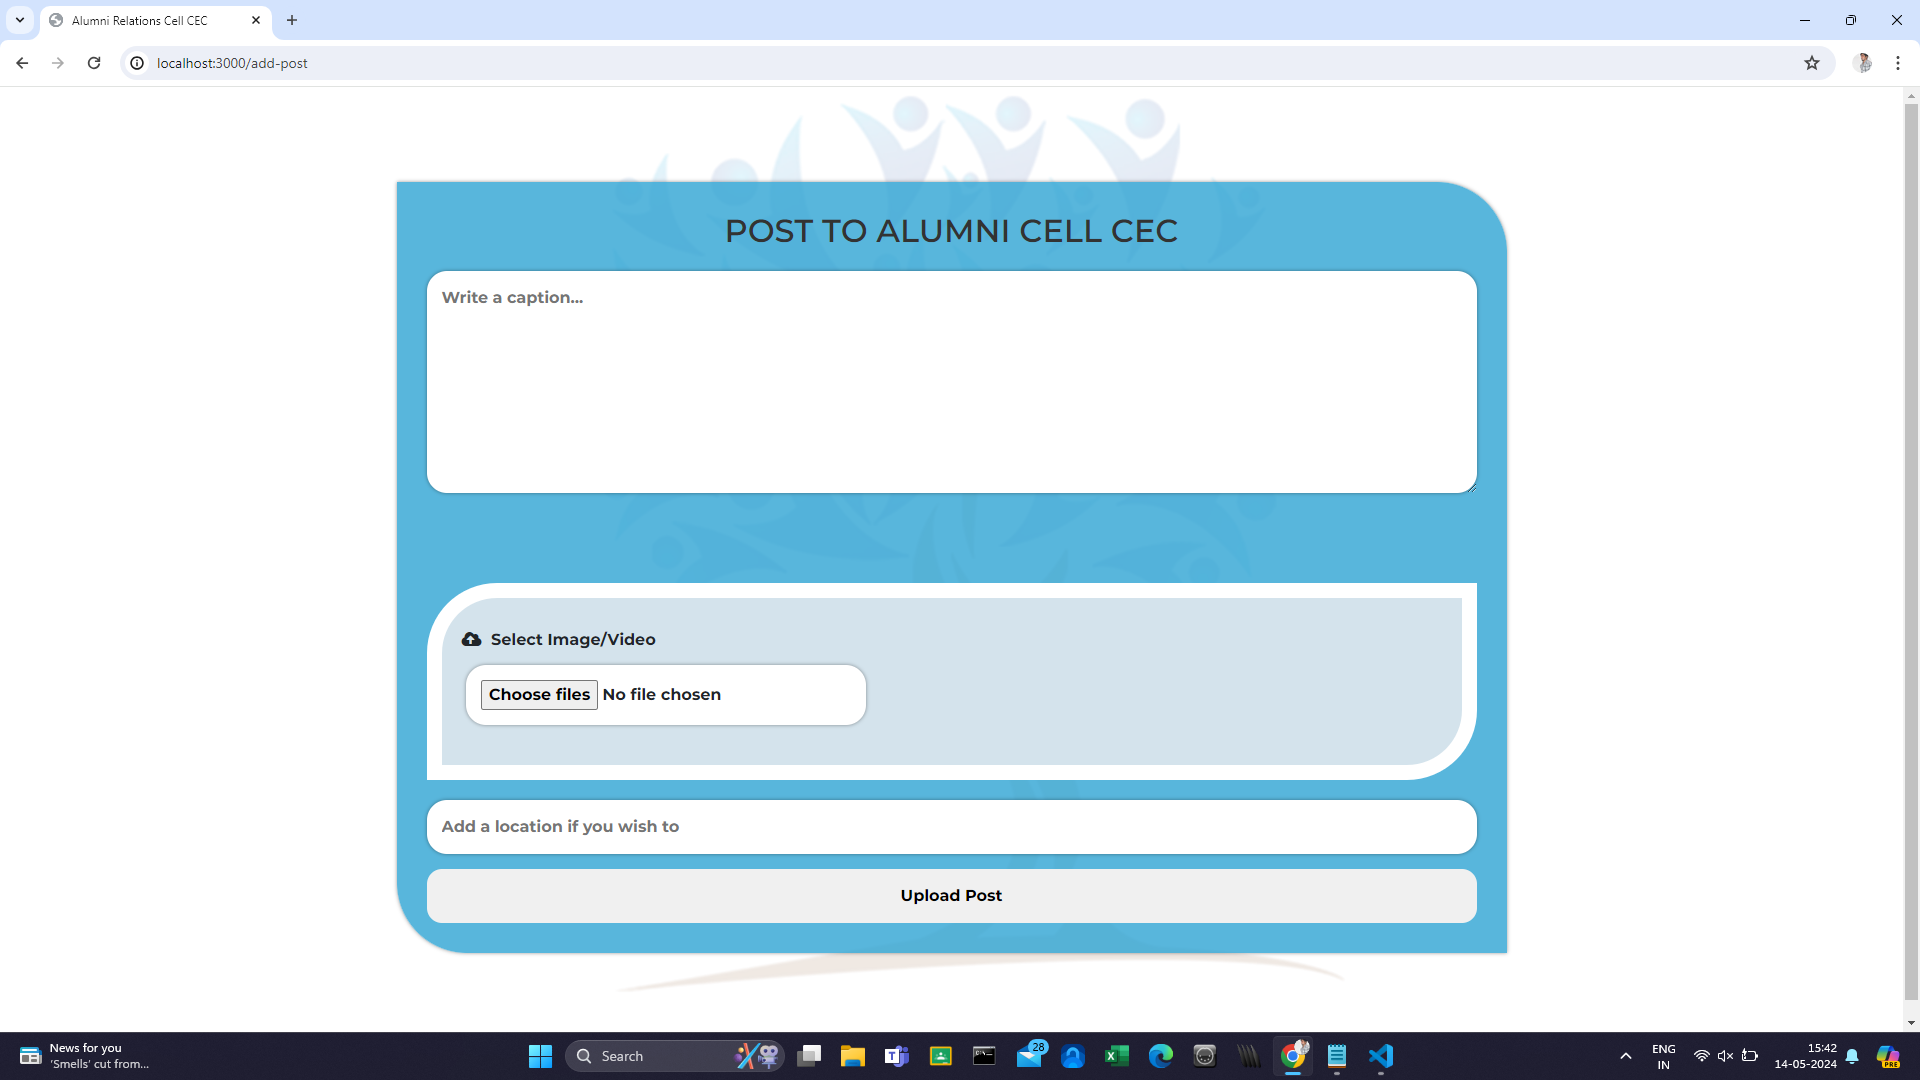 Alumni Relations Cell CEC
localhost:3000/add-post
POST TO ALUMNI CELL CEC
Write a caption...
Select Image/Video
Choose files No file chosen
Add a location if you wish to
Upload Post
News for you
'Smells' cut from...
Search
28
ENG
IN
15:42
14-05-2024
PRE